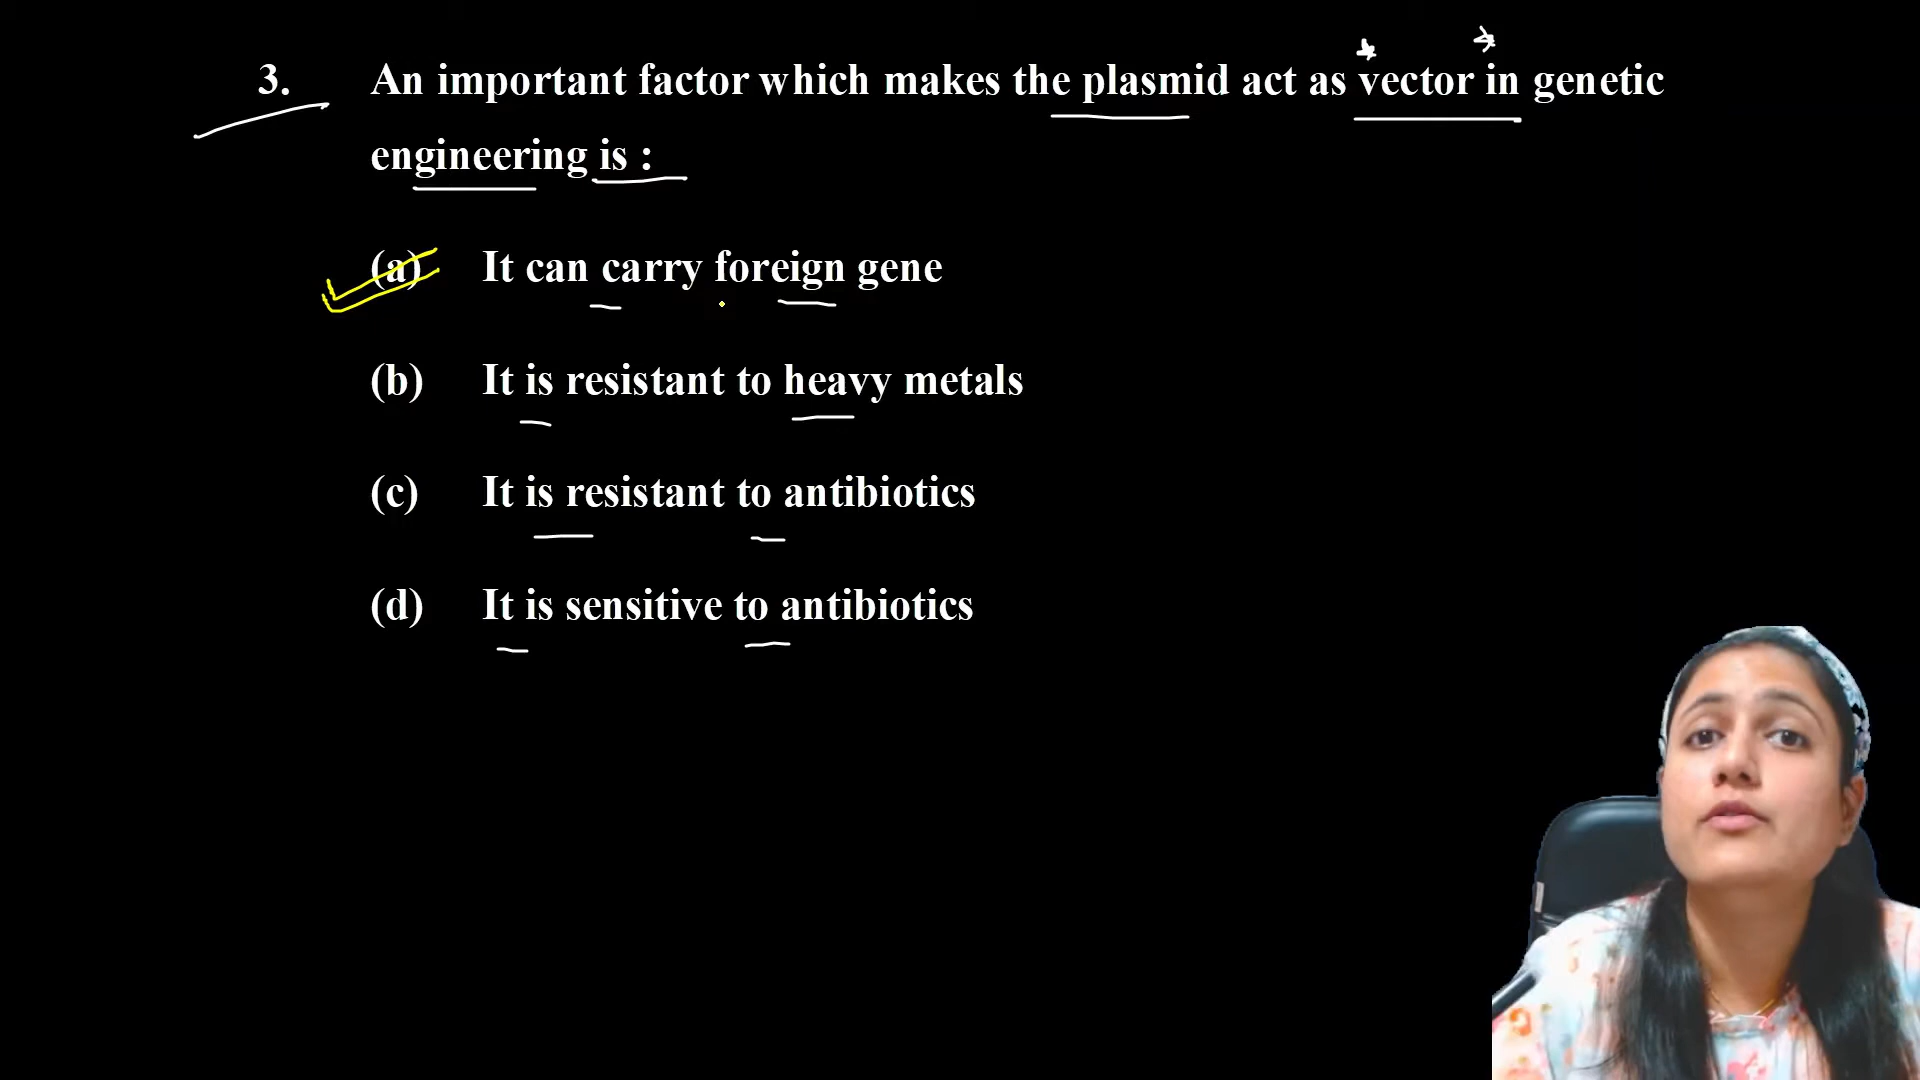 3. An important factor which makes the plasmid act as vector in genetic
engineering is :
(a) It can carry foreign gene
(b) It is resistant to heavy metals
(c) It is resistant to antibiotics
(d) It is sensitive to antibiotics